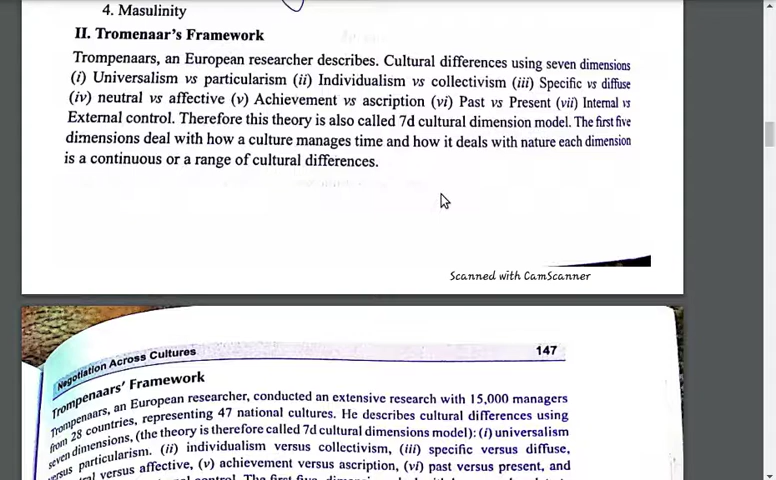 4. Masulinity
II. Tromenaar's Framework
Trompenaars, an European researcher describes. Cultural differences using seven dimensions
(i) Universalism vs particularism (ii) Individualism vs collectivism (iii) Specific vs diffuse
(iv) neutral vs affective (v) Achievement vs ascription (vi) Past vs Present (vii) Internal vs
External control. Therefore this theory is also called 7d cultural dimension model. The first five
dimensions deal with how a culture manages time and how it deals with nature each dimension
is a continuous or a range of cultural differences.
Scanned with CamScanner
Negotiation Across Cultures 147
Trompenaars' Framework
Trompenaars, an European researcher, conducted an extensive research with 15,000 managers
from 28 countries, representing 47 national cultures. He describes cultural differences using
seven dimensions, (the theory is therefore called 7d cultural dimensions model): (i) universalism
versus particularism. (ii) individualism versus collectivism, (iii) specific versus diffuse,
versus affective, (v) achievement versus ascription, (vi) past versus present, and
control. The first five